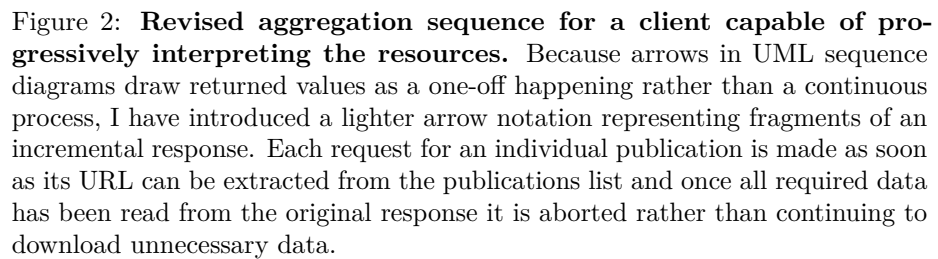 Figure 2: Revised aggregation sequence for a client capable of pro-
gressively interpreting the resources. Because arrows in UML sequence
diagrams draw returned values as a one-off happening rather than a continuous
process, I have introduced a lighter arrow notation representing fragments of an
incremental response. Each request for an individual publication is made as soon
as its URL can be extracted from the publications list and once all required data
has been read from the original response it is aborted rather than continuing to
download unnecessary data.